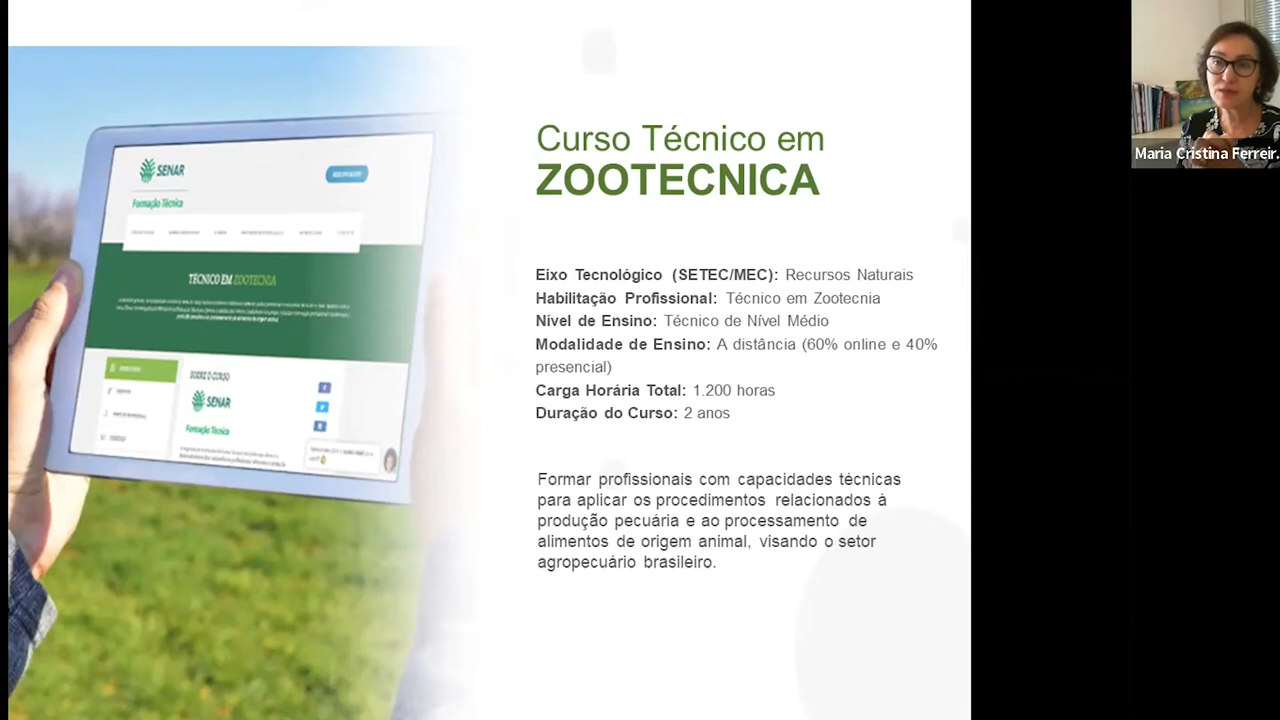 SENAR
Formação Técnica
TÉCNICO EM ZOOTECNIA
SOBRE O CURSO
SENAR
Formação Técnica
Curso Técnico em
ZOOTECNICA
Eixo Tecnológico (SETEC/MEC): Recursos Naturais
Habilitação Profissional: Técnico em Zootecnia
Nível de Ensino: Técnico de Nível Médio
Modalidade de Ensino: A distância (60% online e 40%
presencial)
Carga Horária Total: 1.200 horas
Duração do Curso: 2 anos
Formar profissionais com capacidades técnicas
para aplicar os procedimentos relacionados à
produção pecuária e ao processamento de
alimentos de origem animal, visando o setor
agropecuário brasileiro.
Maria Cristina Ferreir.